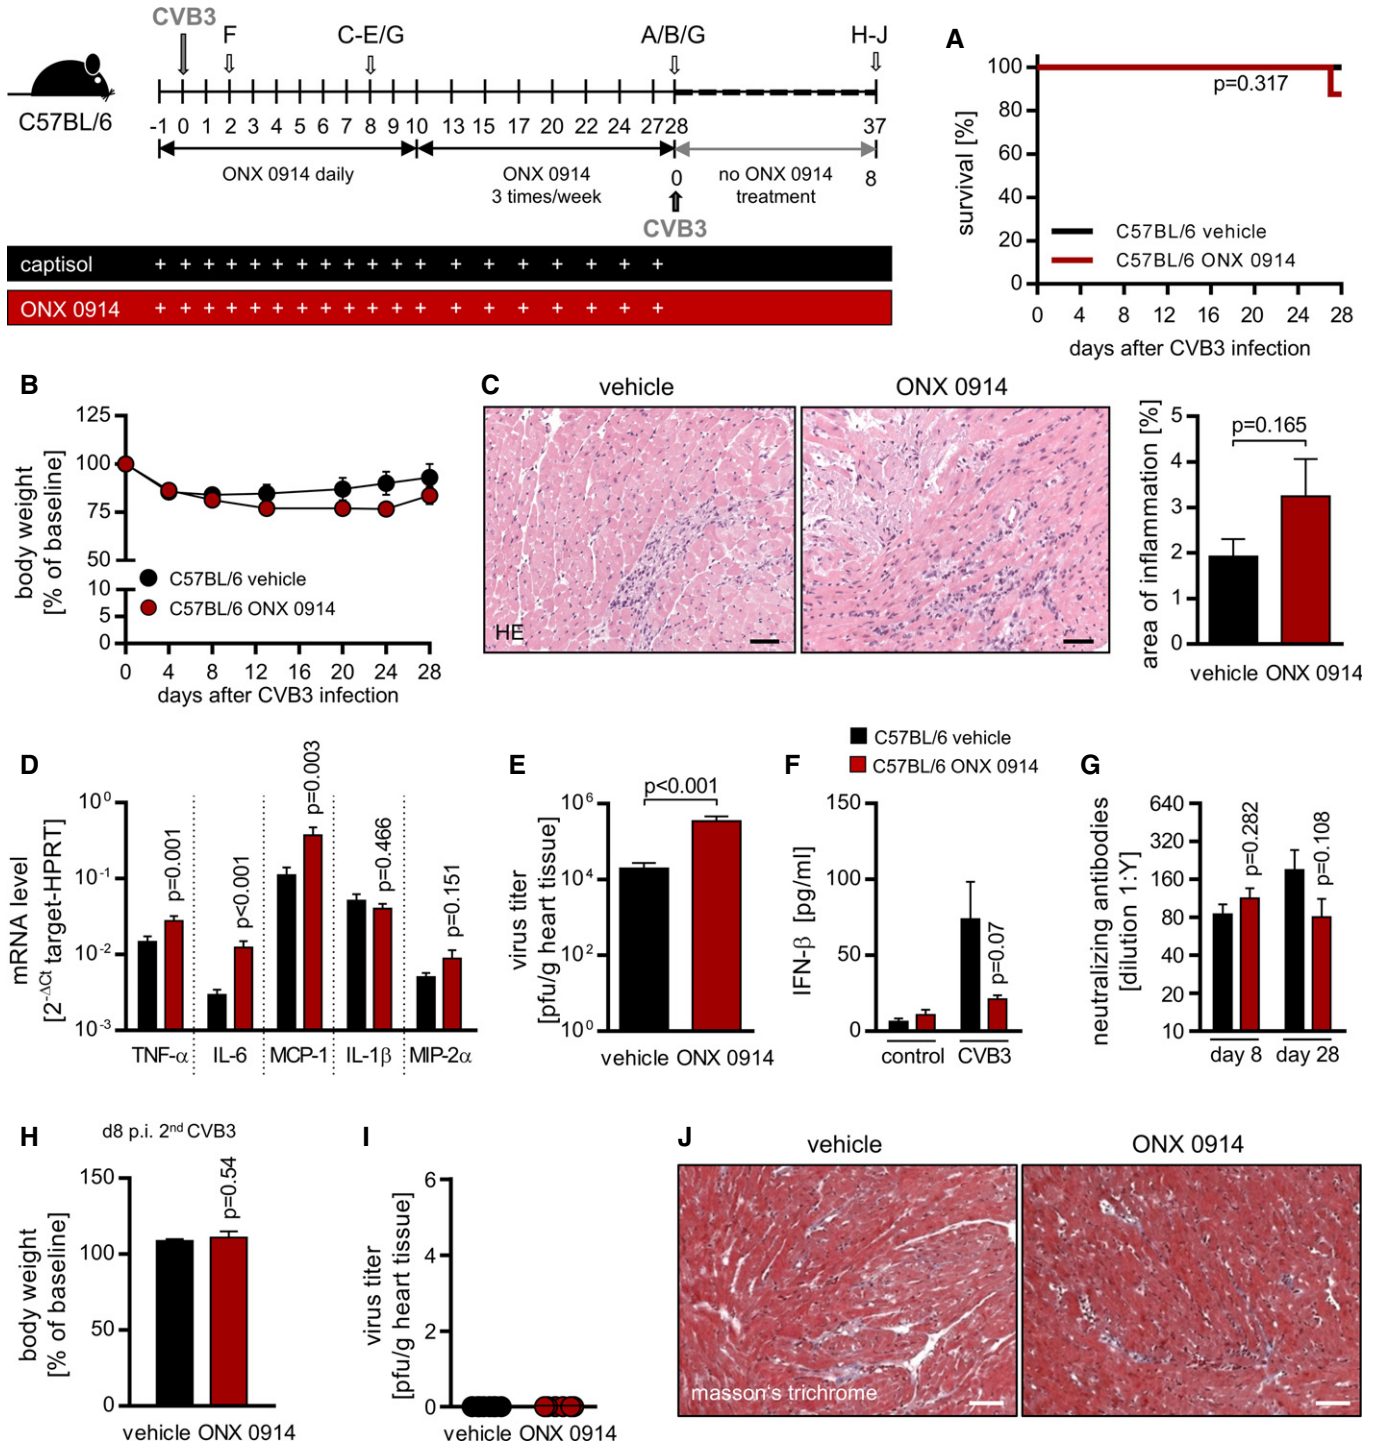 CVB3
F
C-E/G
A/B/G
H-J
C57BL/6
-1 0 1 2 3 4 5 6 7 8 9 10 13 15 17 20 22 24 27 28 37
ONX 0914 daily
ONX 0914
3 times/week
0
no ONX 0914
treatment
8
CVB3
captisol + + + + + + + + + + + + + + + + + + +
ONX 0914 + + + + + + + + + + + + + + + + + + +
A
survival [%]
100
80
60
40
20
0
p=0.317
C57BL/6 vehicle
C57BL/6 ONX 0914
0 4 8 12 16 20 24 28
days after CVB3 infection
B
body weight
[% of baseline]
125
100
75
50
10
5
0
C57BL/6 vehicle
C57BL/6 ONX 0914
0 4 8 12 16 20 24 28
days after CVB3 infection
C
vehicle
ONX 0914
HE
area of inflammation [%]
5
4
3
2
1
0
p=0.165
vehicle ONX 0914
D
mRNA level
[2-ΔCt target-HPRT]
10⁰
10-1
10-2
10-3
p=0.001
p<0.001
p=0.003
p=0.466
p=0.151
TNF-α IL-6 MCP-1 IL-1β MIP-2α
E
virus titer
[pfu/g heart tissue]
10⁶
10⁴
10²
10⁰
p<0.001
vehicle ONX 0914
C57BL/6 vehicle
C57BL/6 ONX 0914
F
IFN-β [pg/ml]
150
100
50
0
p=0.07
control CVB3
G
neutralizing antibodies
[dilution 1:Y]
640
320
160
80
40
20
10
p=0.282
p=0.108
day 8 day 28
H
d8 p.i. 2nd CVB3
body weight
[% of baseline]
150
100
50
0
p=0.54
vehicle ONX 0914
I
virus titer
[pfu/g heart tissue]
6
4
2
0
vehicle ONX 0914
J
vehicle
ONX 0914
masson's trichrome